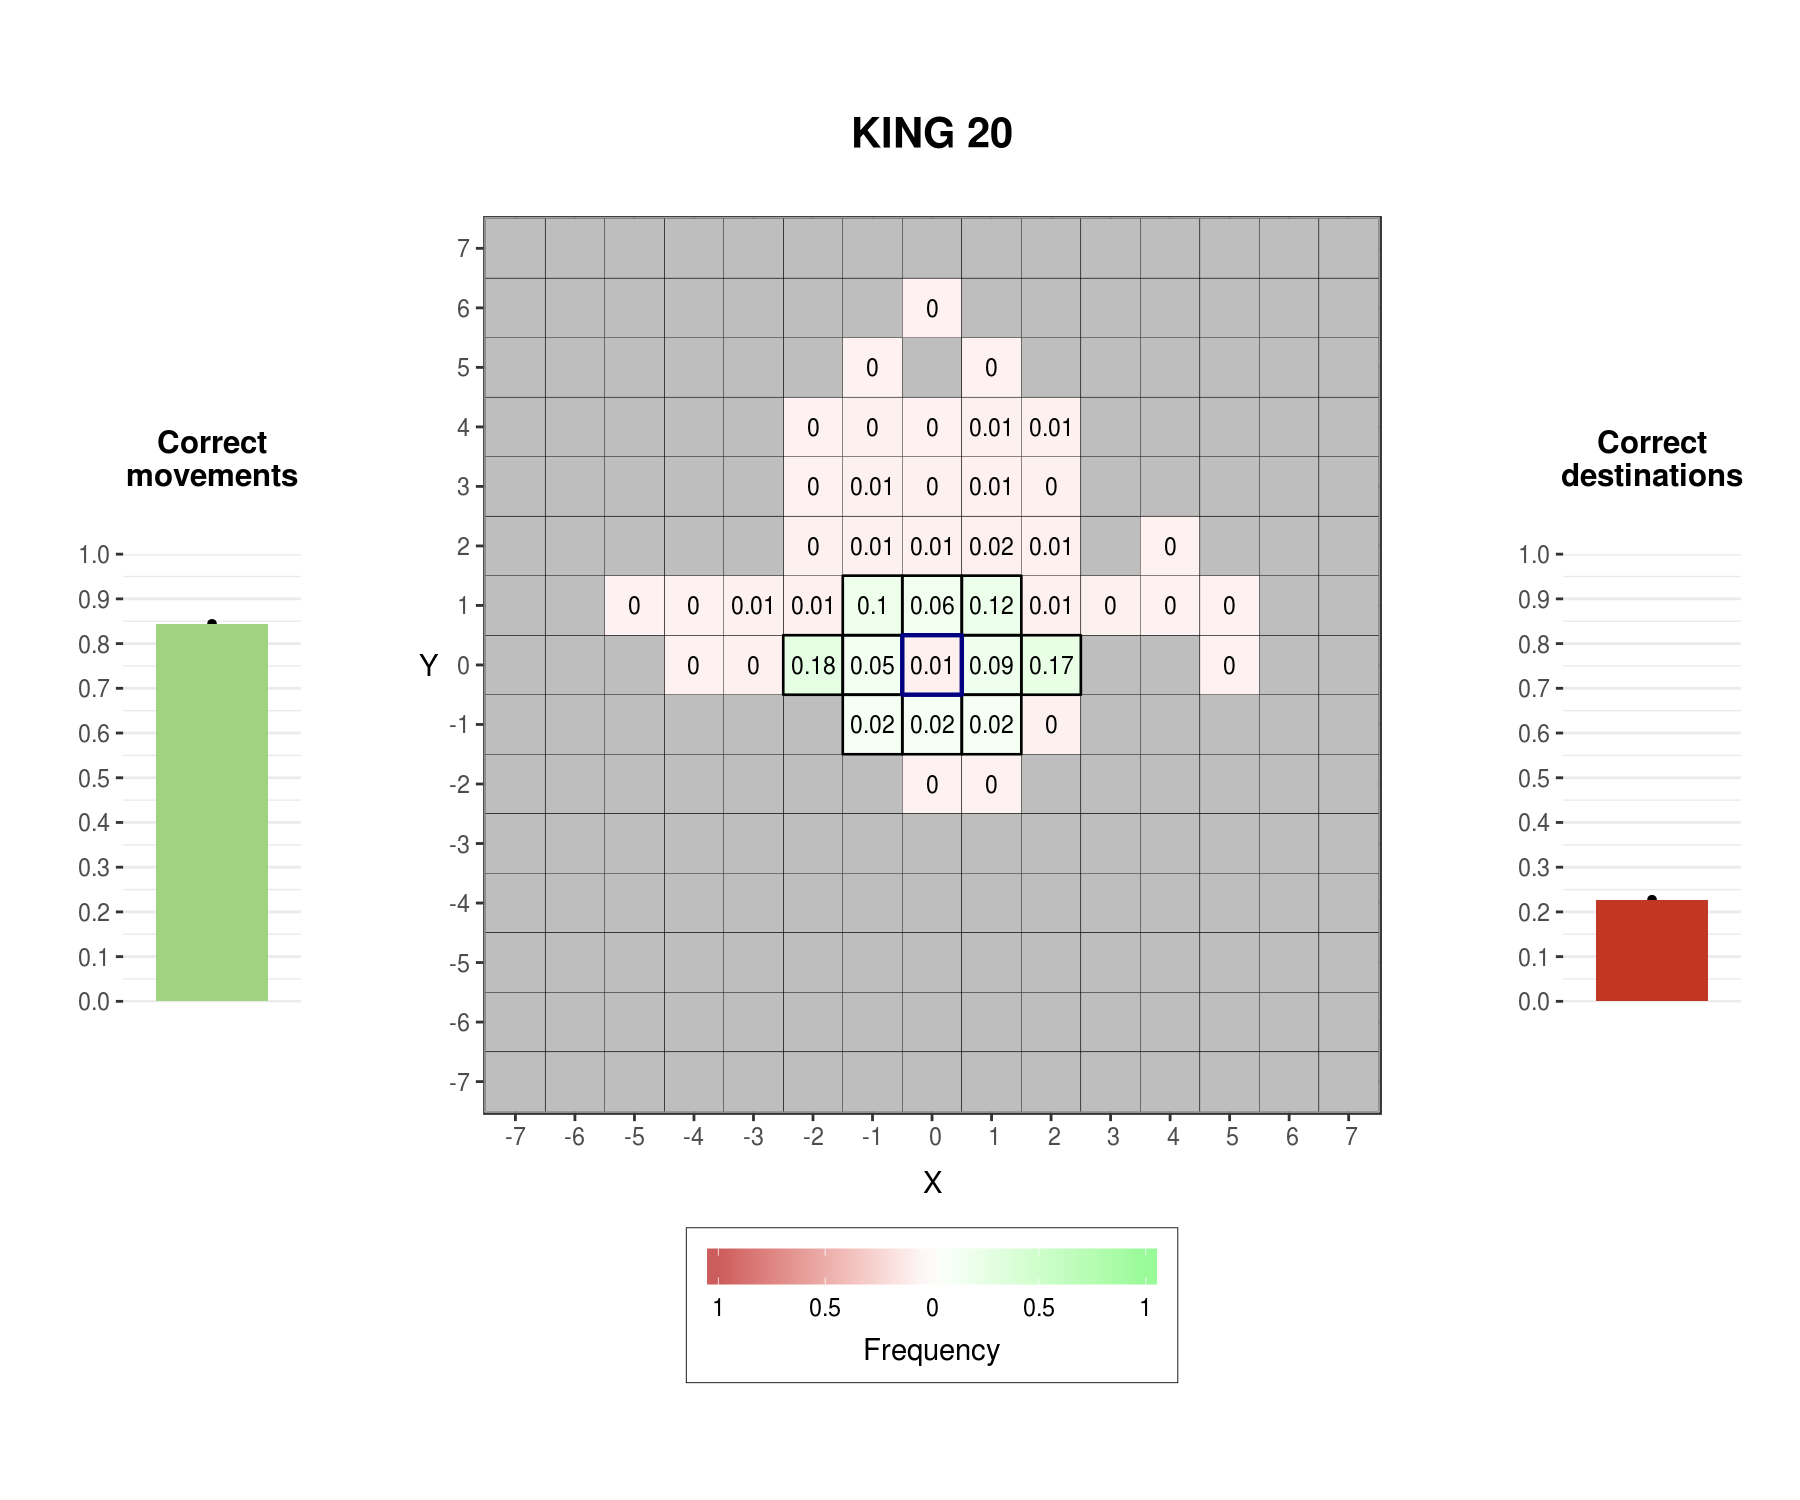 KING 20
Correct
movements
1.0
0.9
0.8
0.7
0.6
0.5
0.4
0.3
0.2
0.1
0.0
Y
7
6 0
5 0 0
4 0 0 0 0.01 0.01
3 0 0.01 0 0.01 0
2 0 0.01 0.01 0.02 0.01 0
1 0 0 0.01 0.01 0.1 0.06 0.12 0.01 0 0 0
0 0 0 0.18 0.05 0.01 0.09 0.17 0
-1 0.02 0.02 0.02 0
-2 0 0
-3
-4
-5
-6
-7
-7 -6 -5 -4 -3 -2 -1 0 1 2 3 4 5 6 7
X
1 0.5 0 0.5 1
Frequency
Correct
destinations
1.0
0.9
0.8
0.7
0.6
0.5
0.4
0.3
0.2
0.1
0.0